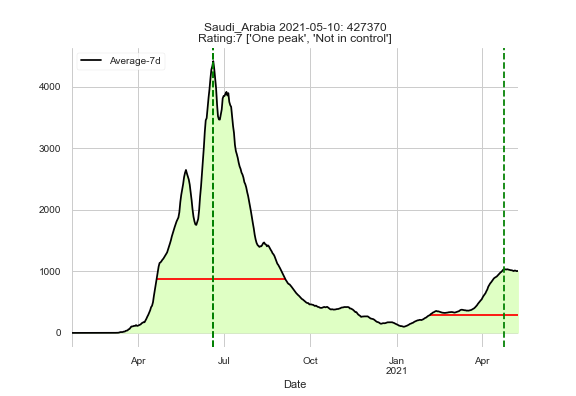 Saudi_Arabia 2021-05-10: 427370
Rating:7 ['One peak', 'Not in control']
Average-7d
4000
3000
2000
1000
0
Apr
Jul
Oct
Jan
2021
Apr
Date